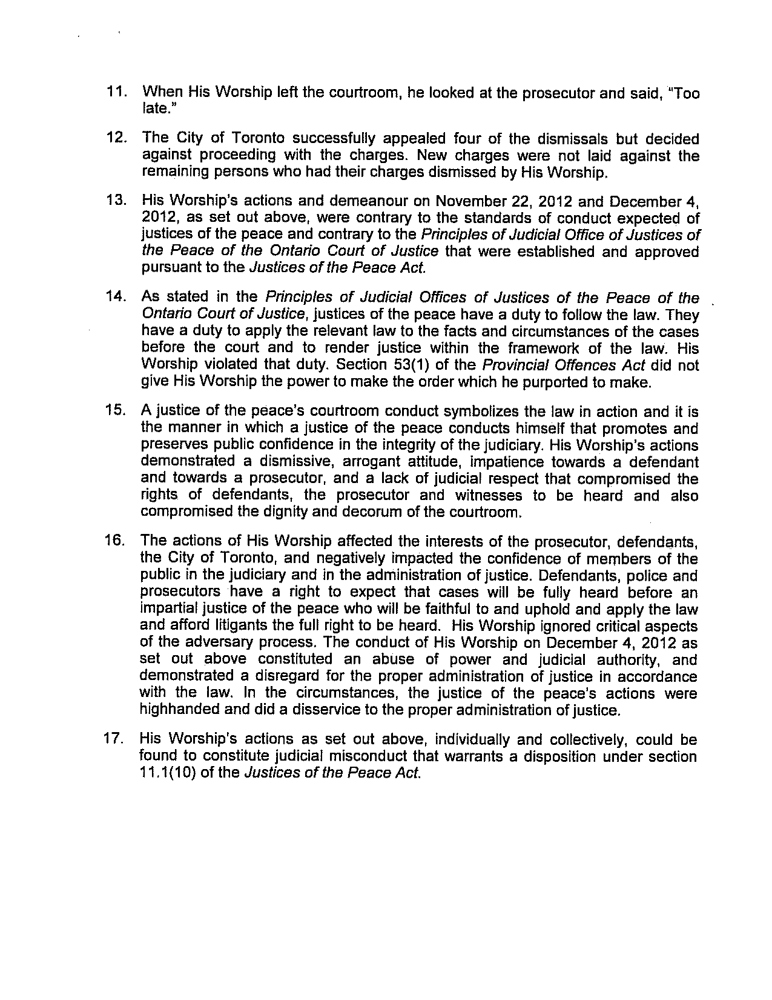 11. When His Worship left the courtroom, he looked at the prosecutor and said, "Too
late."
12. The City of Toronto successfully appealed four of the dismissals but decided
against proceeding with the charges. New charges were not laid against the
remaining persons who had their charges dismissed by His Worship.
13. His Worship's actions and demeanour on November 22, 2012 and December 4,
2012, as set out above, were contrary to the standards of conduct expected of
justices of the peace and contrary to the Principles of Judicial Office of Justices of
the Peace of the Ontario Court of Justice that were established and approved
pursuant to the Justices of the Peace Act.
14. As stated in the Principles of Judicial Offices of Justices of the Peace of the
Ontario Court of Justice, justices of the peace have a duty to follow the law. They
have a duty to apply the relevant law to the facts and circumstances of the cases
before the court and to render justice within the framework of the law. His
Worship violated that duty. Section 53(1) of the Provincial Offences Act did not
give His Worship the power to make the order which he purported to make.
15. A justice of the peace's courtroom conduct symbolizes the law in action and it is
the manner in which a justice of the peace conducts himself that promotes and
preserves public confidence in the integrity of the judiciary. His Worship's actions
demonstrated a dismissive, arrogant attitude, impatience towards a defendant
and towards a prosecutor, and a lack of judicial respect that compromised the
rights of defendants, the prosecutor and witnesses to be heard and also
compromised the dignity and decorum of the courtroom.
16. The actions of His Worship affected the interests of the prosecutor, defendants,
the City of Toronto, and negatively impacted the confidence of members of the
public in the judiciary and in the administration of justice. Defendants, police and
prosecutors have a right to expect that cases will be fully heard before an
impartial justice of the peace who will be faithful to and uphold and apply the law
and afford litigants the full right to be heard. His Worship ignored critical aspects
of the adversary process. The conduct of His Worship on December 4, 2012 as
set out above constituted an abuse of power and judicial authority, and
demonstrated a disregard for the proper administration of justice in accordance
with the law. In the circumstances, the justice of the peace's actions were
highhanded and did a disservice to the proper administration of justice.
17. His Worship's actions as set out above, individually and collectively, could be
found to constitute judicial misconduct that warrants a disposition under section
11.1(10) of the Justices of the Peace Act.